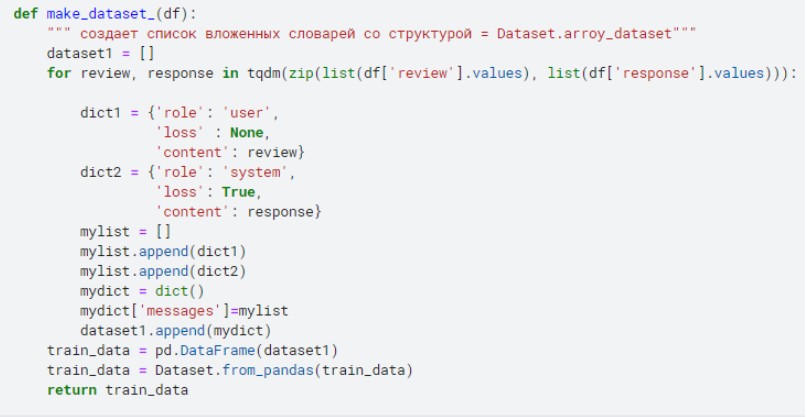 def make_dataset_(df):
    """ создает список вложенных словарей со структурой = Dataset.arroy_dataset"""
    dataset1 = []
    for review, response in tqdm(zip(list(df['review'].values), list(df['response'].values))):
        dict1 = {'role': 'user',
                 'loss' : None,
                 'content': review}
        dict2 = {'role': 'system',
                 'loss': True,
                 'content': response}
        mylist = []
        mylist.append(dict1)
        mylist.append(dict2)
        mydict = dict()
        mydict['messages']=mylist
        dataset1.append(mydict)
    train_data = pd.DataFrame(dataset1)
    train_data = Dataset.from_pandas(train_data)
    return train_data